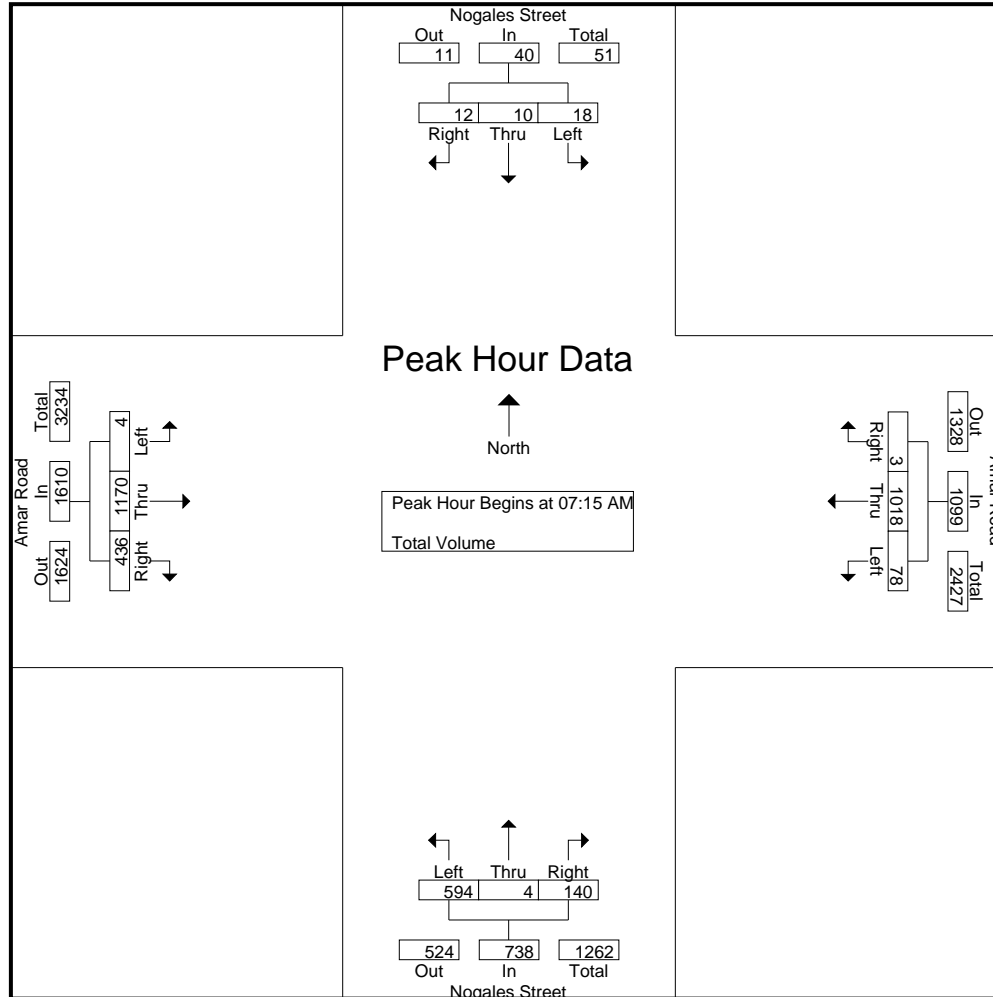 Nogales Street
Out In Total
11 40 51
12 10 18
Right Thru Left
Peak Hour Data
North
Peak Hour Begins at 07:15 AM
Total Volume
Amar Road
Total In Out
3234 1610 1624
4 1170 436
Left Thru Right
Out In Total
1328 1099 2427
3 1018 78
Right Thru Left
Left Thru Right
594 4 140
524 738 1262
Out In Total
Nogales Street